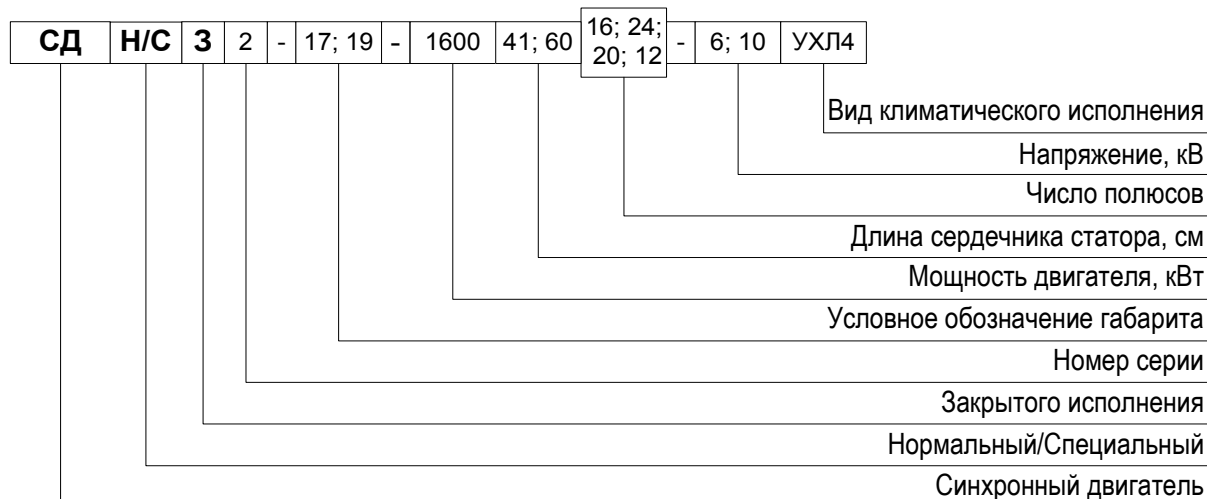 СД Н/С З 2 - 17; 19 - 1600 41; 60 16; 24; 20; 12 - 6; 10 УХЛ4
Вид климатического исполнения
Напряжение, кВ
Число полюсов
Длина сердечника статора, см
Мощность двигателя, кВт
Условное обозначение габарита
Номер серии
Закрытого исполнения
Нормальный/Специальный
Синхронный двигатель